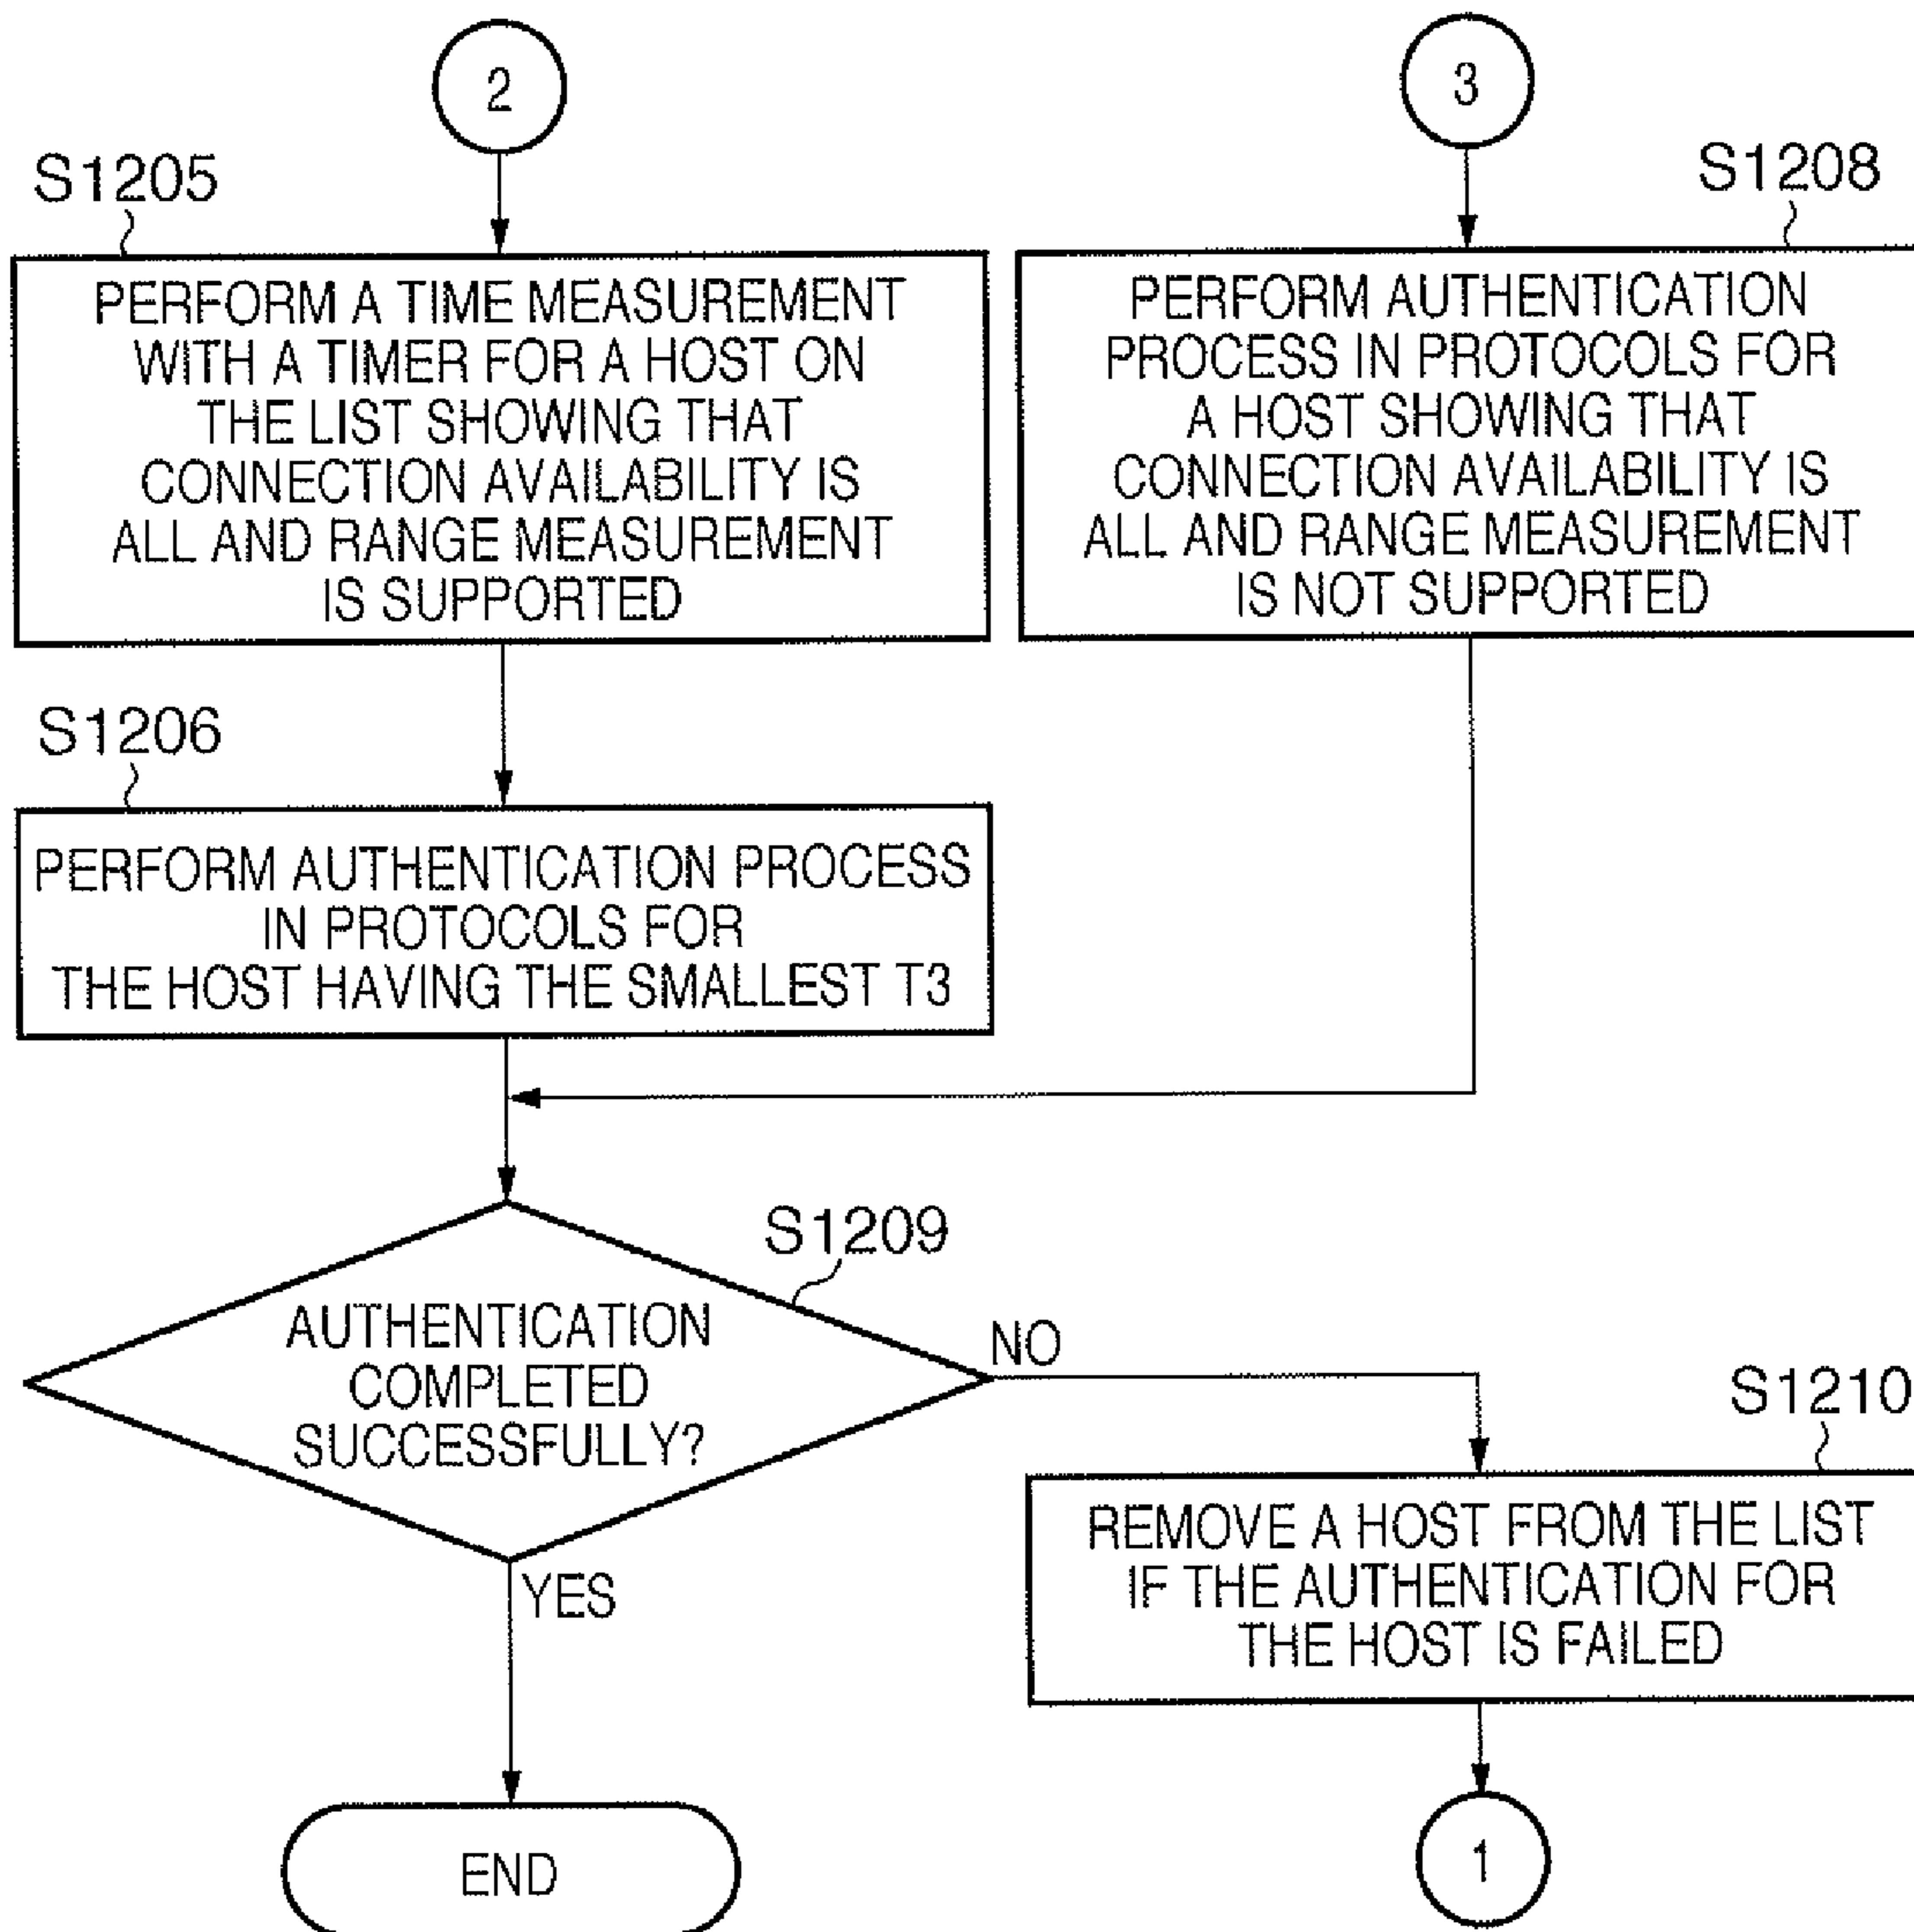 2
S1205
PERFORM A TIME MEASUREMENT
WITH A TIMER FOR A HOST ON
THE LIST SHOWING THAT
CONNECTION AVAILABILITY IS
ALL AND RANGE MEASUREMENT
IS SUPPORTED
3
S1208
PERFORM AUTHENTICATION
PROCESS IN PROTOCOLS FOR
A HOST SHOWING THAT
CONNECTION AVAILABILITY IS
ALL AND RANGE MEASUREMENT
IS NOT SUPPORTED
S1206
PERFORM AUTHENTICATION PROCESS
IN PROTOCOLS FOR
THE HOST HAVING THE SMALLEST T3
S1209
AUTHENTICATION
COMPLETED
SUCCESSFULLY?
NO
YES
S1210
REMOVE A HOST FROM THE LIST
IF THE AUTHENTICATION FOR
THE HOST IS FAILED
END
1